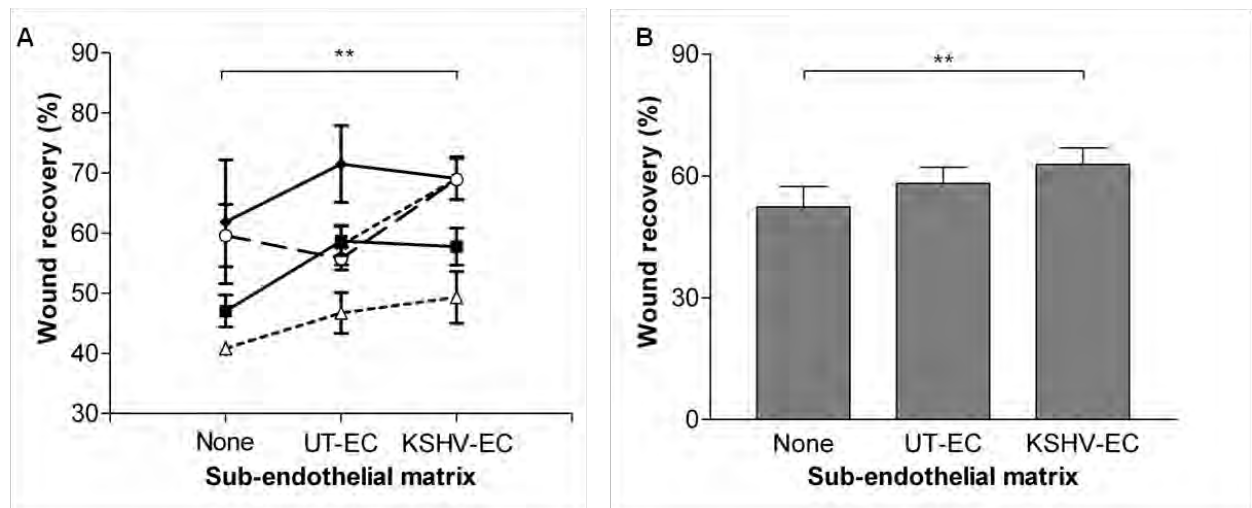 A
**
90
80
70
60
50
40
30
Wound recovery (%)
None UT-EC KSHV-EC
Sub-endothelial matrix
B
**
90
60
30
0
Wound recovery (%)
None UT-EC KSHV-EC
Sub-endothelial matrix